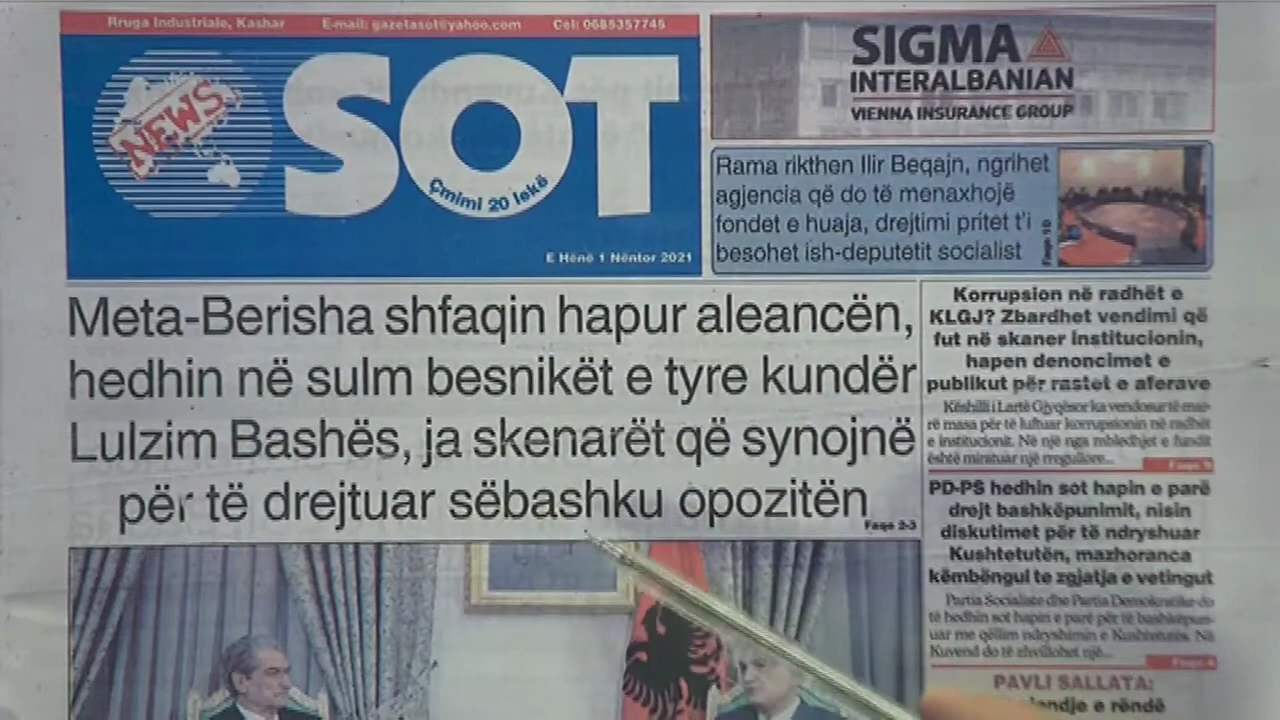 Rruga Industriale, Kashar E-mail: gazetasot@yahoo.com Cel: 0685357745
NEWS
SOT
Çmimi 20 lekë
E Hënë 1 Nëntor 2021
SIGMA
INTERALBANIAN
VIENNA INSURANCE GROUP
Rama rikthen Ilir Beqajn, ngrihet
agjencia që do të menaxhojë
fondet e huaja, drejtimi pritet t'i
besohet ish-deputetit socialist
Faqe 10
Meta-Berisha shfaqin hapur aleancën,
hedhin në sulm besnikët e tyre kundër
Lulzim Bashës, ja skenarët që synojnë
për të drejtuar sëbashku opozitën
Faqe 2-3
Korrupsion në radhët e
KLGJ? Zbardhet vendimi që
fut në skaner institucionin,
hapen denoncimet e
publikut për rastet e aferave
Këshilli i Lartë Gjyqësor ka vendosur të mar-
rë masa për të luftuar korrupsionin në radhët
e institucionit. Në një nga mbledhjet e fundit
është miratuar një rregullore...
PD-PS hedhin sot hapin e parë
drejt bashkëpunimit, nisin
diskutimet për të ndryshuar
Kushtetutën, mazhoranca
këmbëngul te zgjatja e vetingut
Partia Socialiste dhe Partia Demokratike do
të hedhin sot hapin e parë për të bashkëpun-
uar me qëllim ndryshimin e Kushtetutës. Në
Kuvend do të zhvillohet një...
Faqe 4
PAVLI SALLATA:
endje e rëndë